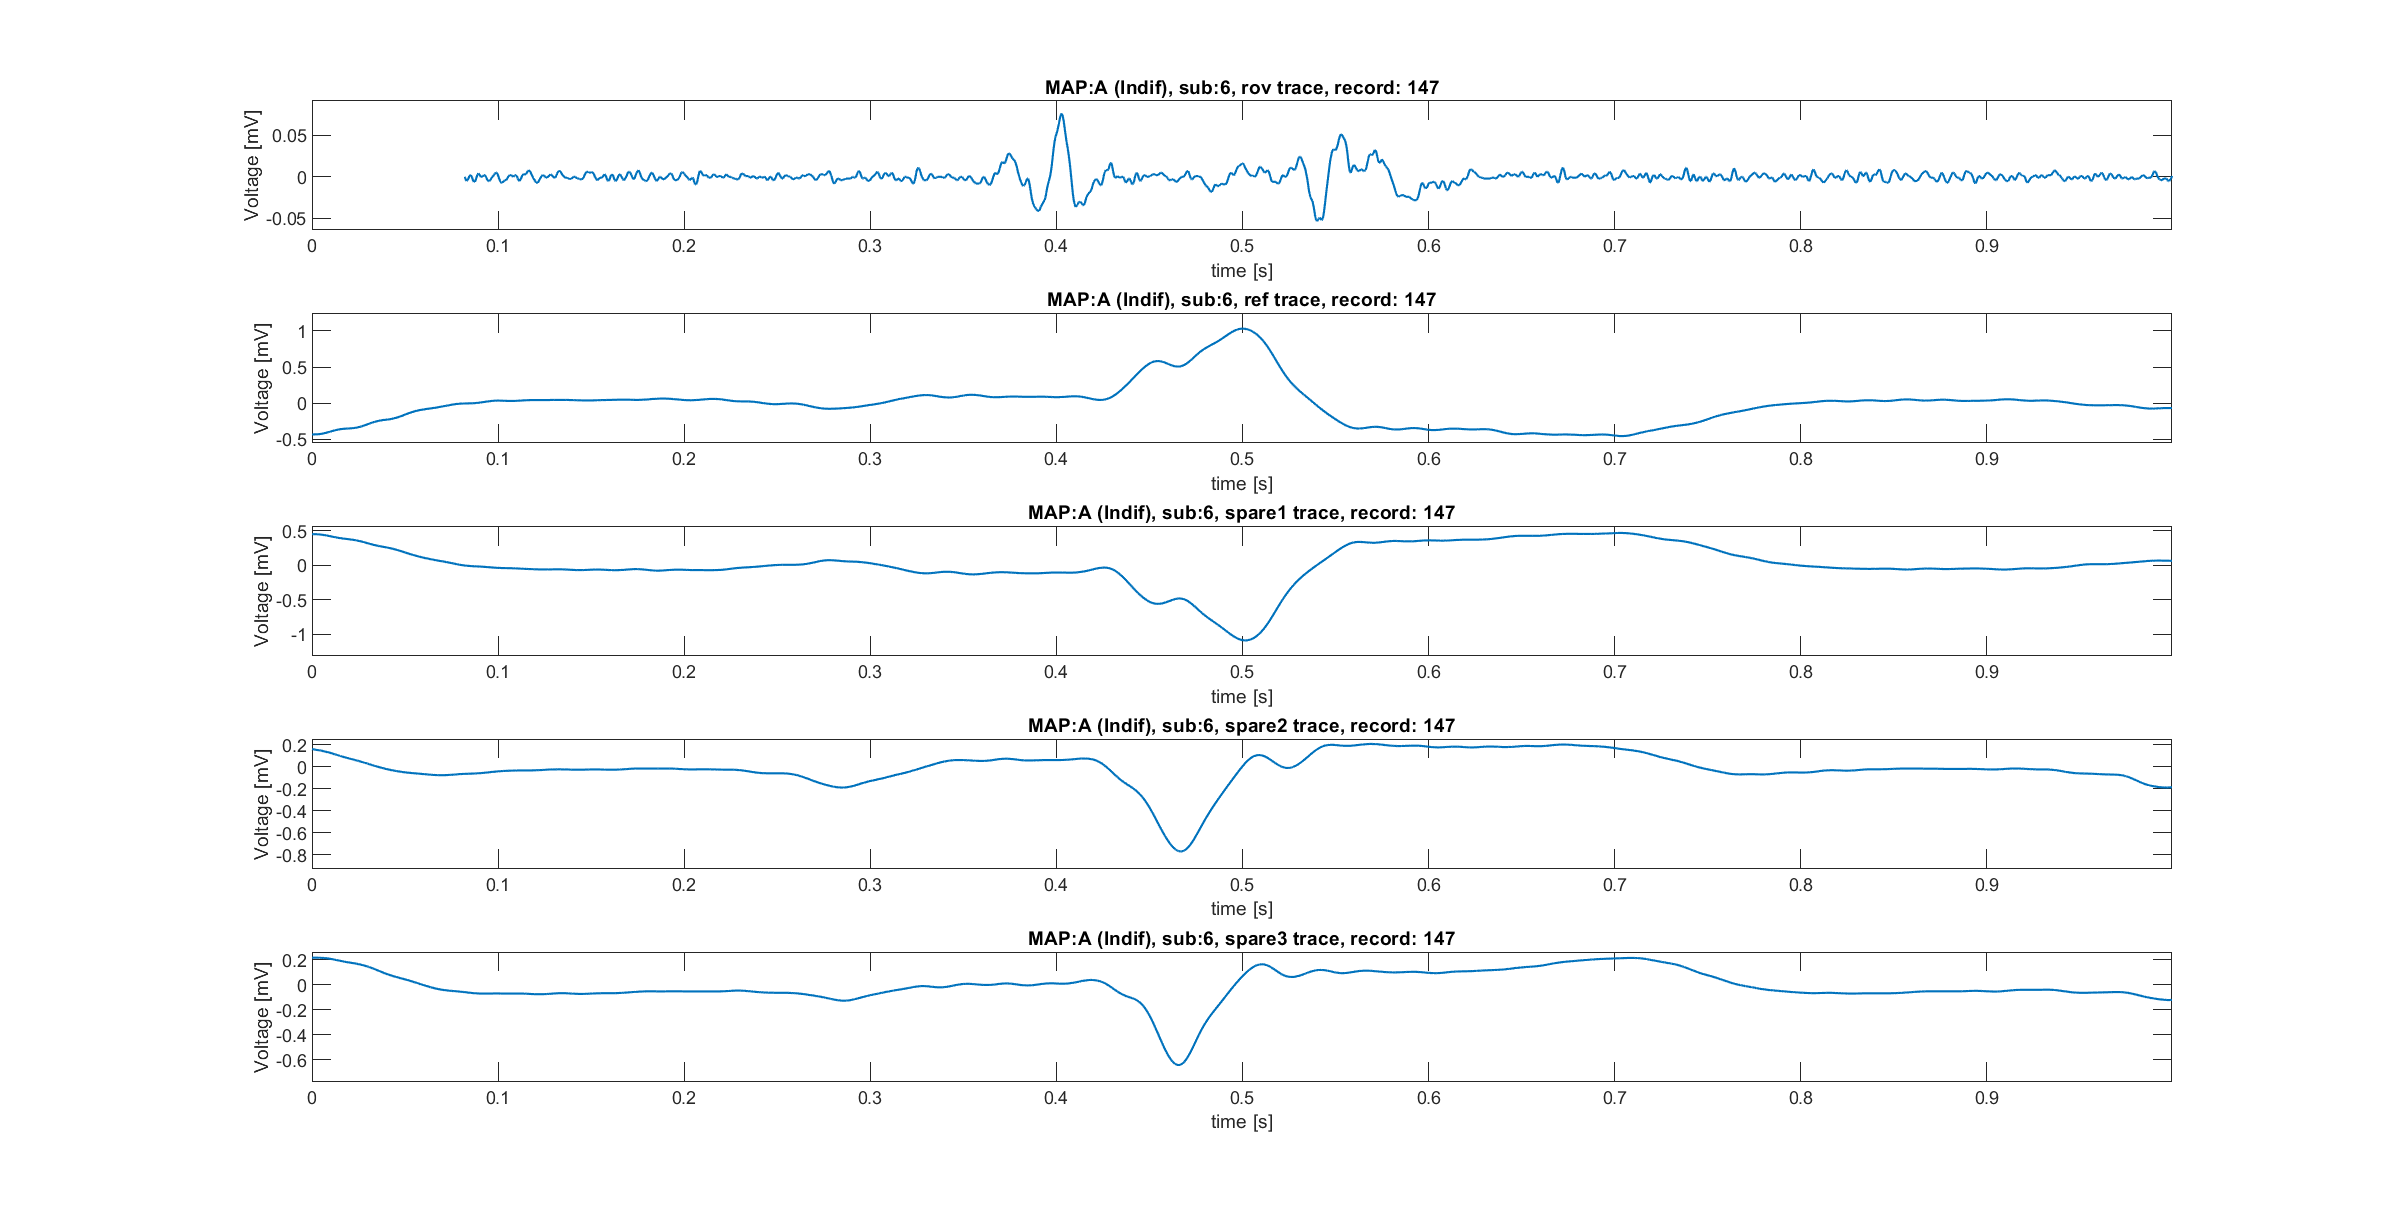 MAP:A (Indif), sub:6, rov trace, record: 147
Voltage [mV]
0.05
0
-0.05
0 0.1 0.2 0.3 0.4 0.5 0.6 0.7 0.8 0.9
time [s]
MAP:A (Indif), sub:6, ref trace, record: 147
Voltage [mV]
1
0.5
0
-0.5
0 0.1 0.2 0.3 0.4 0.5 0.6 0.7 0.8 0.9
time [s]
MAP:A (Indif), sub:6, spare1 trace, record: 147
Voltage [mV]
0.5
0
-0.5
-1
0 0.1 0.2 0.3 0.4 0.5 0.6 0.7 0.8 0.9
time [s]
MAP:A (Indif), sub:6, spare2 trace, record: 147
Voltage [mV]
0.2
0
-0.2
-0.4
-0.6
-0.8
0 0.1 0.2 0.3 0.4 0.5 0.6 0.7 0.8 0.9
time [s]
MAP:A (Indif), sub:6, spare3 trace, record: 147
Voltage [mV]
0.2
0
-0.2
-0.4
-0.6
0 0.1 0.2 0.3 0.4 0.5 0.6 0.7 0.8 0.9
time [s]